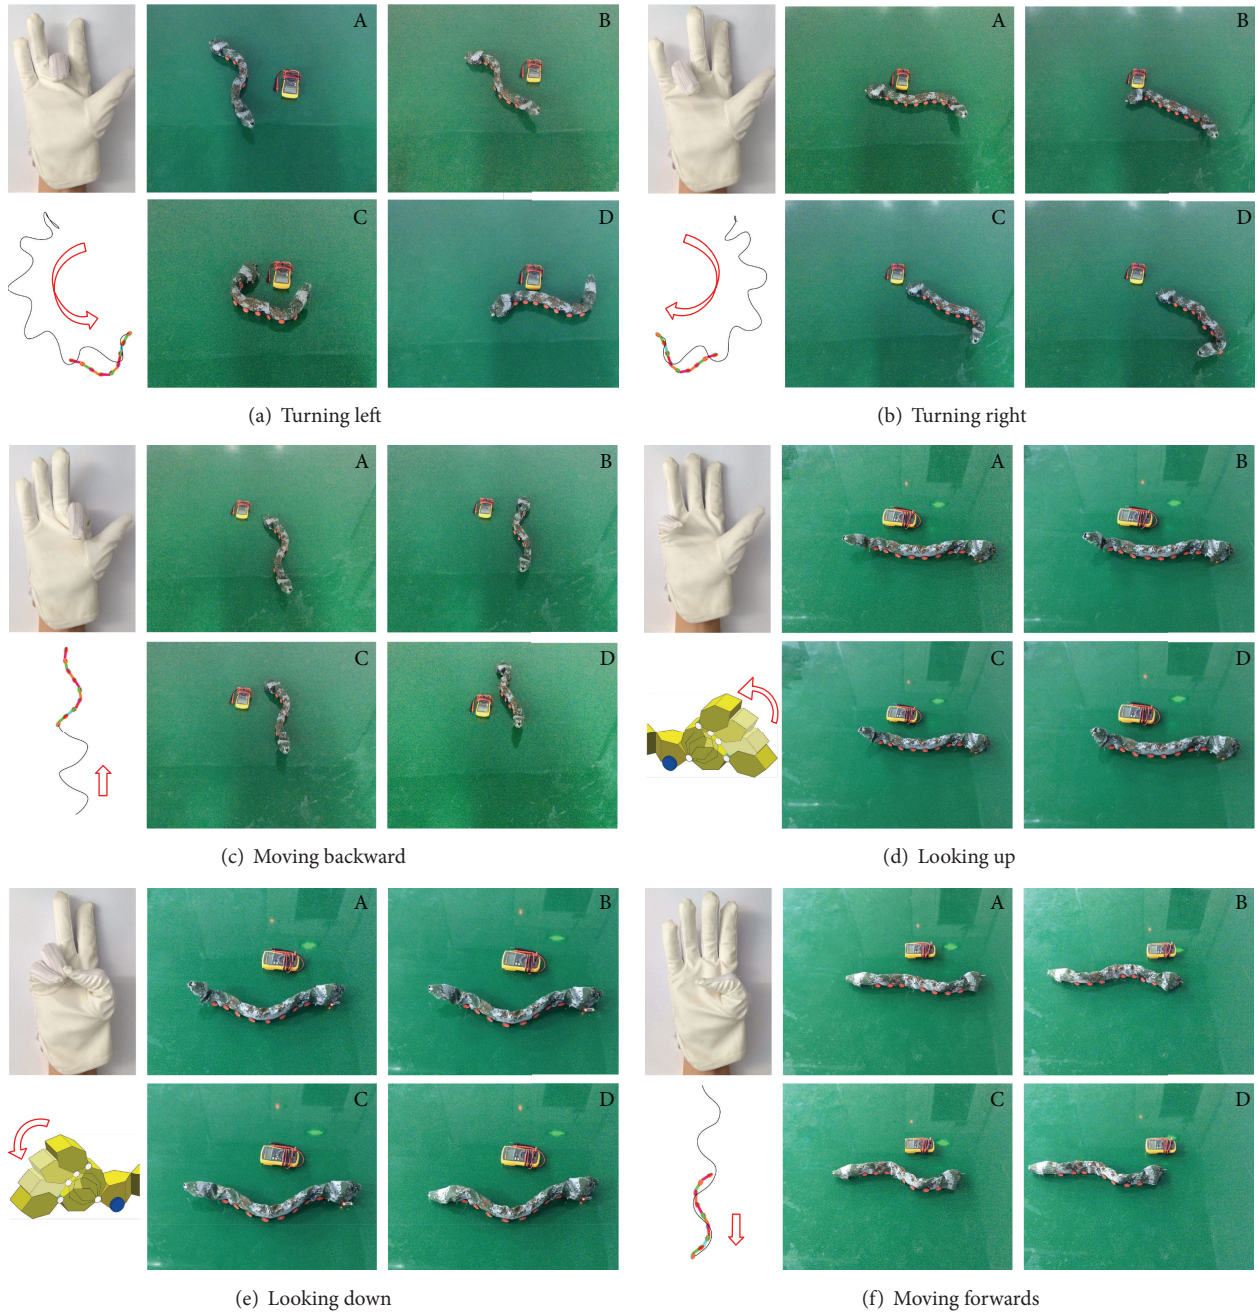 A
B
C
D
(a) Turning left
A
B
C
D
(b) Turning right
A
B
C
D
(c) Moving backward
A
B
C
D
(d) Looking up
A
B
C
D
(e) Looking down
A
B
C
D
(f) Moving forwards